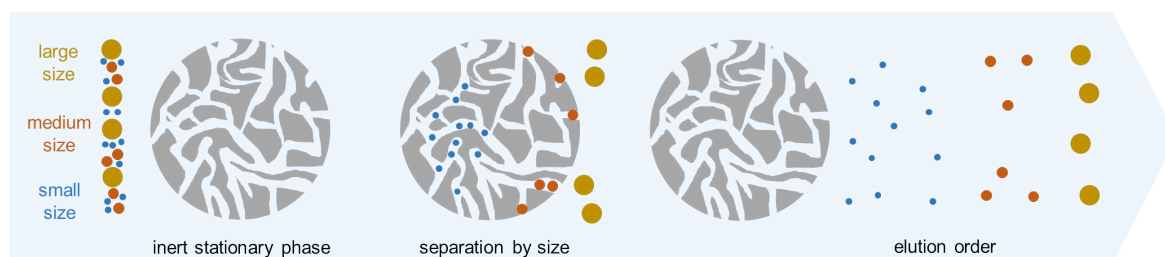 large
size
medium
size
small
size
inert stationary phase
separation by size
elution order